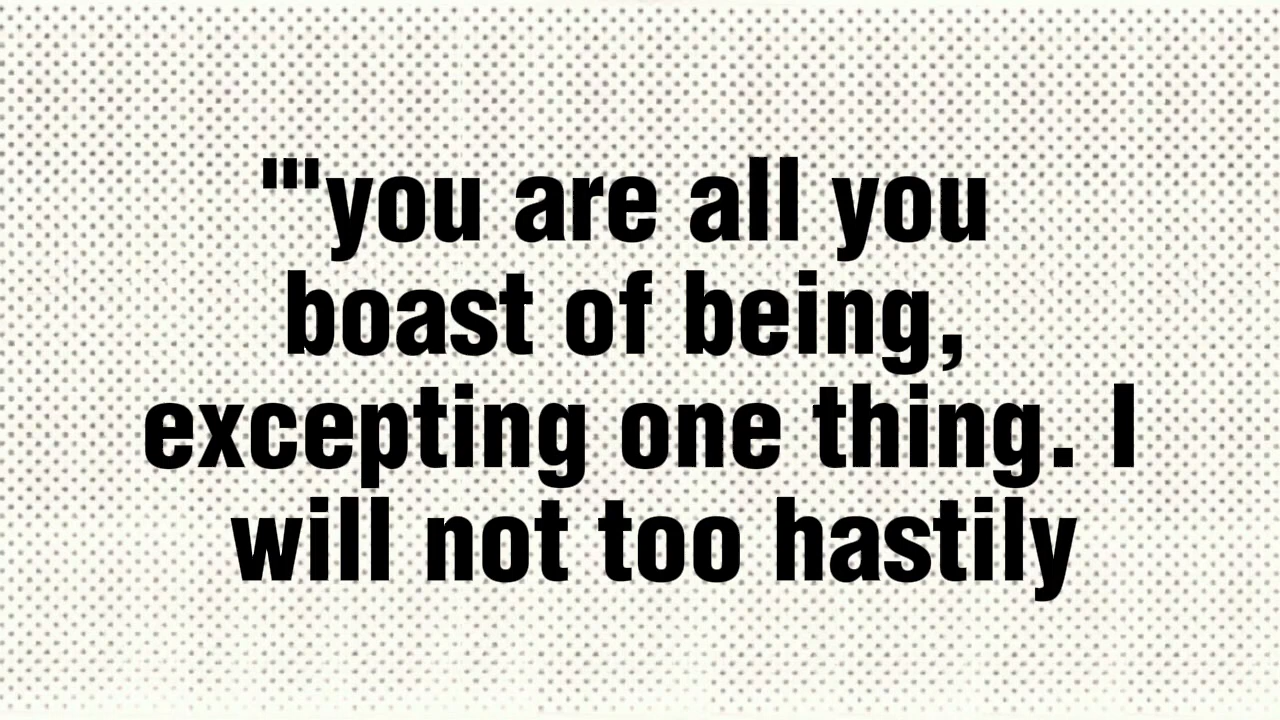 "'you are all you
boast of being,
excepting one thing. I
will not too hastily